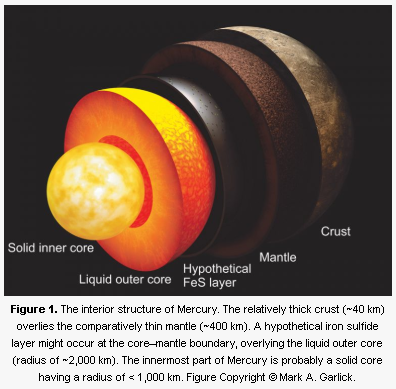 Crust
Mantle
Hypothetical
FeS layer
Liquid outer core
Solid inner core
Figure 1. The interior structure of Mercury. The relatively thick crust (~40 km)
overlies the comparatively thin mantle (~400 km). A hypothetical iron sulfide
layer might occur at the core–mantle boundary, overlying the liquid outer core
(radius of ~2,000 km). The innermost part of Mercury is probably a solid core
having a radius of < 1,000 km. Figure Copyright © Mark A. Garlick.